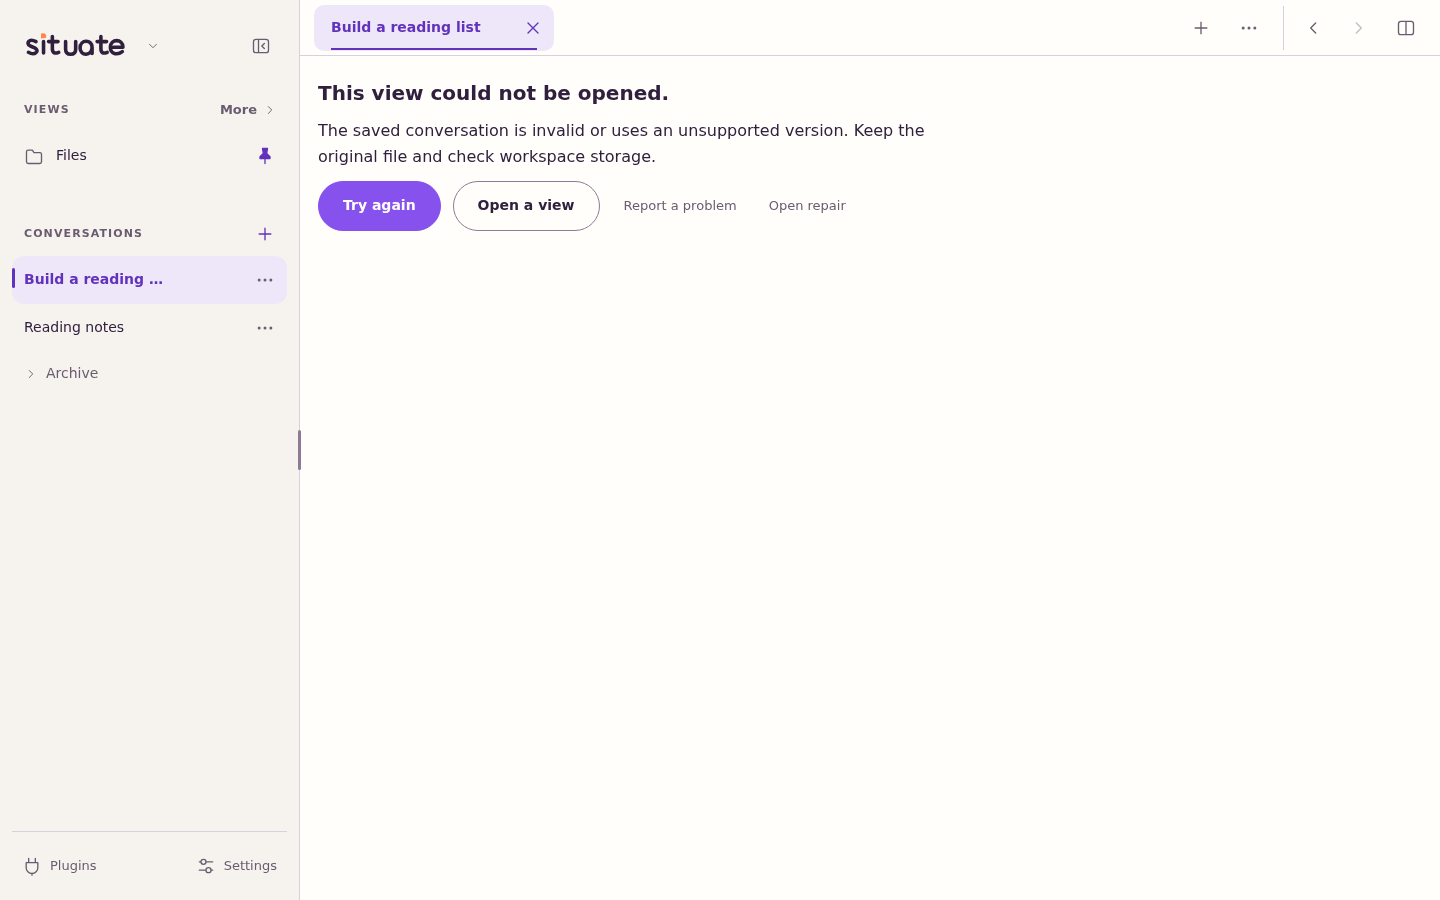 situate
VIEWS
More
Files
CONVERSATIONS
Build a reading ...
Reading notes
Archive
Plugins
Settings
Build a reading list
This view could not be opened.
The saved conversation is invalid or uses an unsupported version. Keep the
original file and check workspace storage.
Try again
Open a view
Report a problem
Open repair